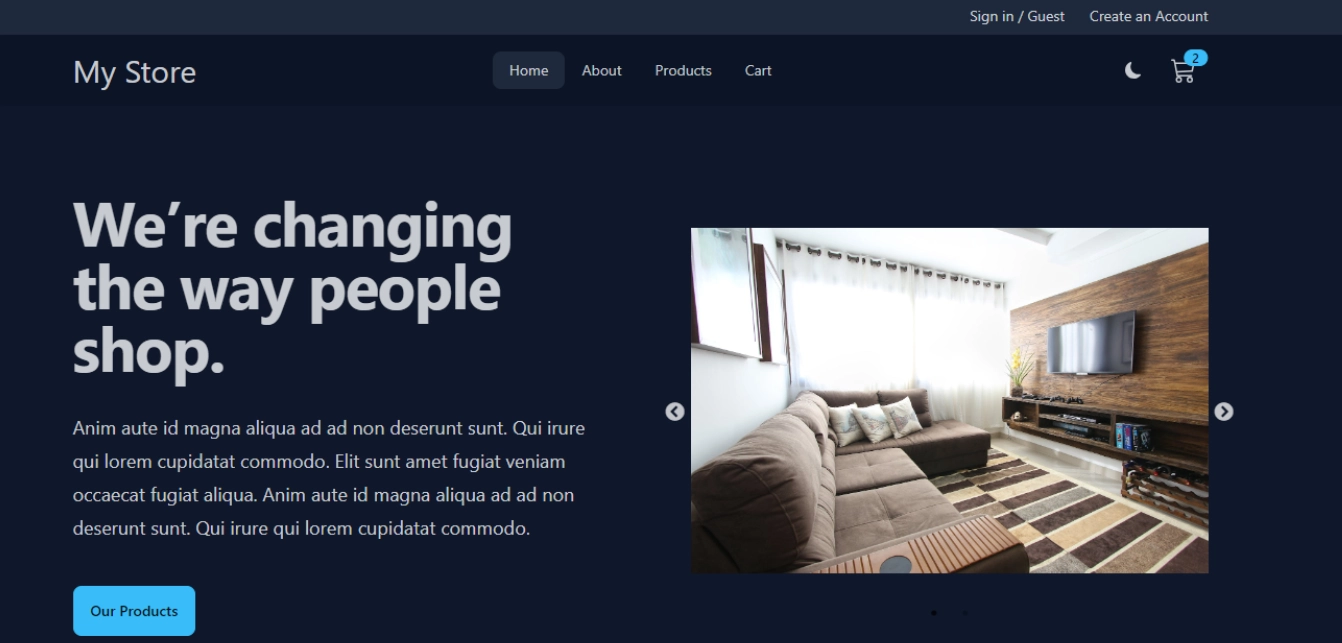 Sign in / Guest Create an Account
My Store Home About Products Cart 2
We’re changing
the way people
shop.
Anim aute id magna aliqua ad ad non deserunt sunt. Qui irure
qui lorem cupidatat commodo. Elit sunt amet fugiat veniam
occaecat fugiat aliqua. Anim aute id magna aliqua ad ad non
deserunt sunt. Qui irure qui lorem cupidatat commodo.
Our Products